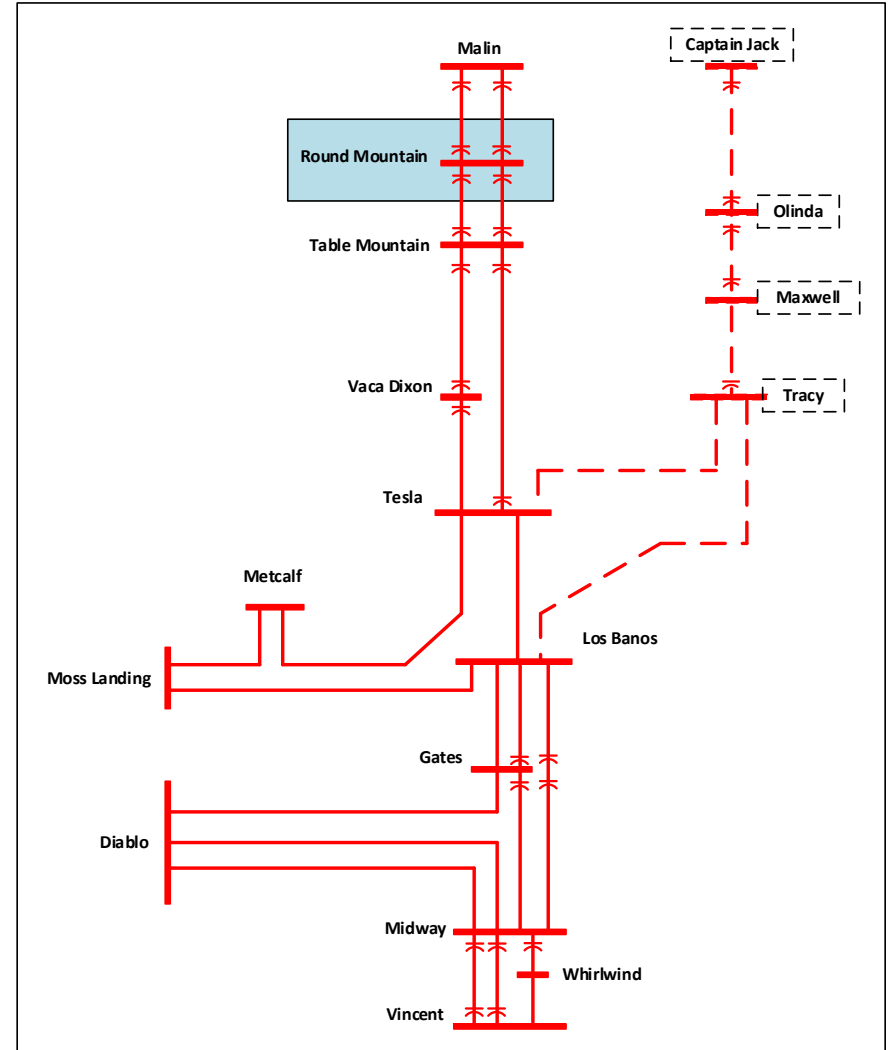 Malin
Captain Jack
Round Mountain
Olinda
Table Mountain
Maxwell
Vaca Dixon
Tracy
Tesla
Metcalf
Los Banos
Moss Landing
Gates
Diablo
Midway
Whirlwind
Vincent